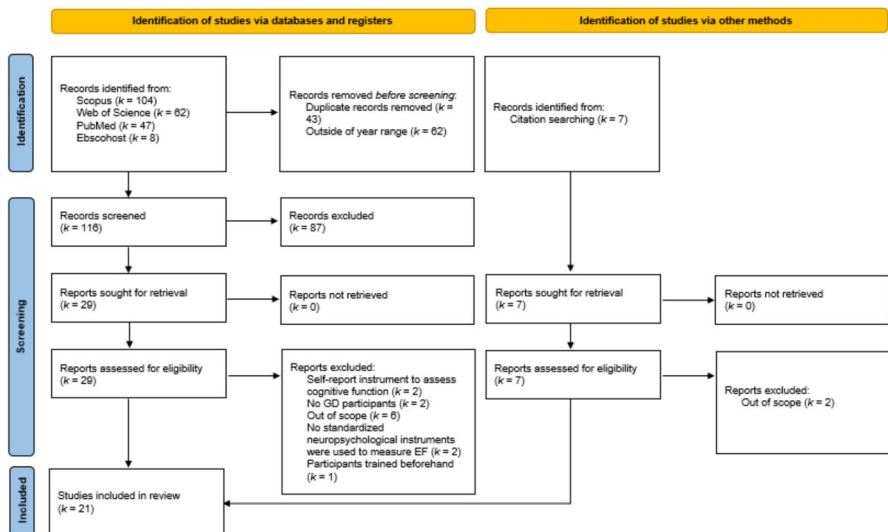 Identification of studies via databases and registers
Identification of studies via other methods
Identification
Records identified from:
Scopus (k = 104)
Web of Science (k = 62)
PubMed (k = 47)
Ebscohost (k = 8)
Records removed before screening:
Duplicate records removed (k =
43)
Outside of year range (k = 62)
Records identified from:
Citation searching (k = 7)
Screening
Records screened
(k = 116)
Records excluded
(k = 87)
Reports sought for retrieval
(k = 29)
Reports not retrieved
(k = 0)
Reports sought for retrieval
(k = 7)
Reports not retrieved
(k = 0)
Reports assessed for eligibility
(k = 29)
Reports excluded:
Self-report instrument to assess
cognitive function (k = 2)
No GD participants (k = 2)
Out of scope (k = 6)
No standardized
neuropsychological instruments
were used to measure EF (k = 2)
Participants trained beforehand
(k = 1)
Reports assessed for eligibility
(k = 7)
Reports excluded:
Out of scope (k = 2)
Included
Studies included in review
(k = 21)